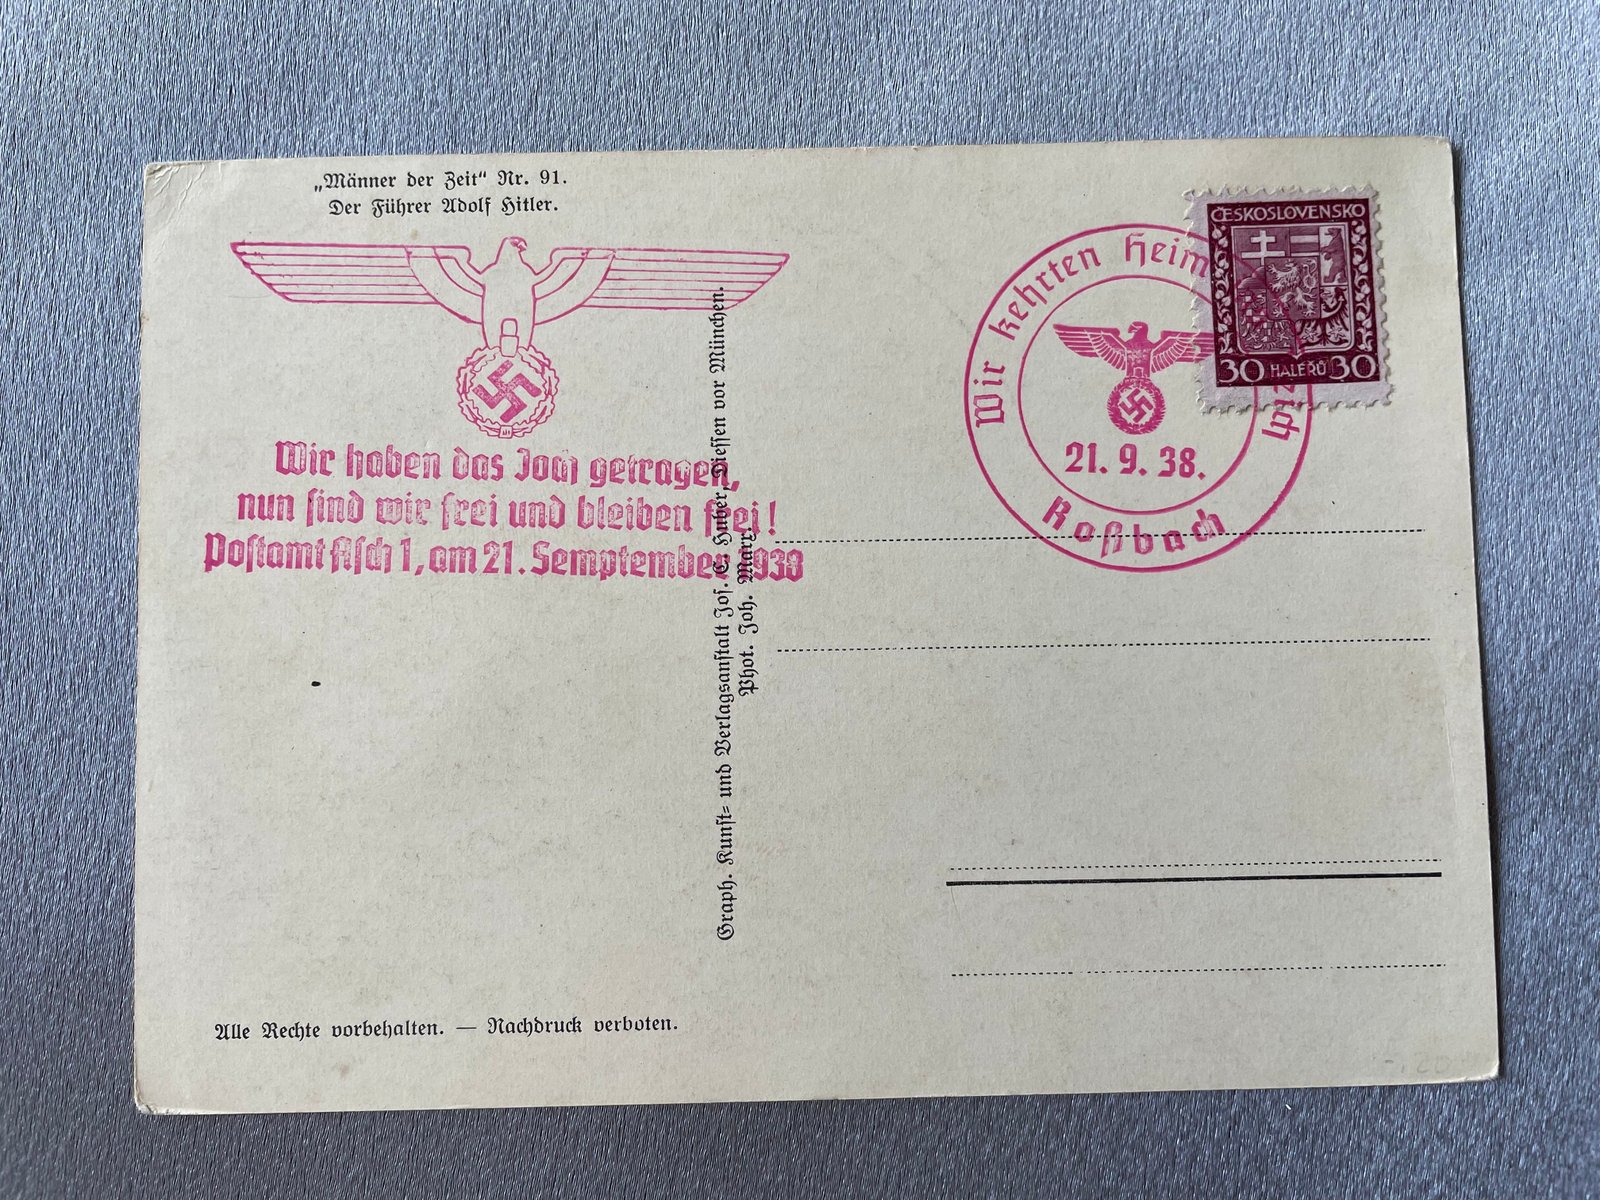 „Männer der Zeit“ Nr. 91.
Der Führer Adolf Hitler.
Wir haben das Joch getragen,
nun sind wir frei und bleiben frei!
Postamt Asch 1, am 21. Semptember 1938
Graph. Kunst- und Verlagsanstalt Jos. C. Huber, Diessen vor München.
Phot. Joh. Marx.
Alle Rechte vorbehalten. — Nachdruck verboten.
ČESKOSLOVENSKO
30 HALÉŘŮ 30
Wir kehrten
21. 9. 38.
Roßbach